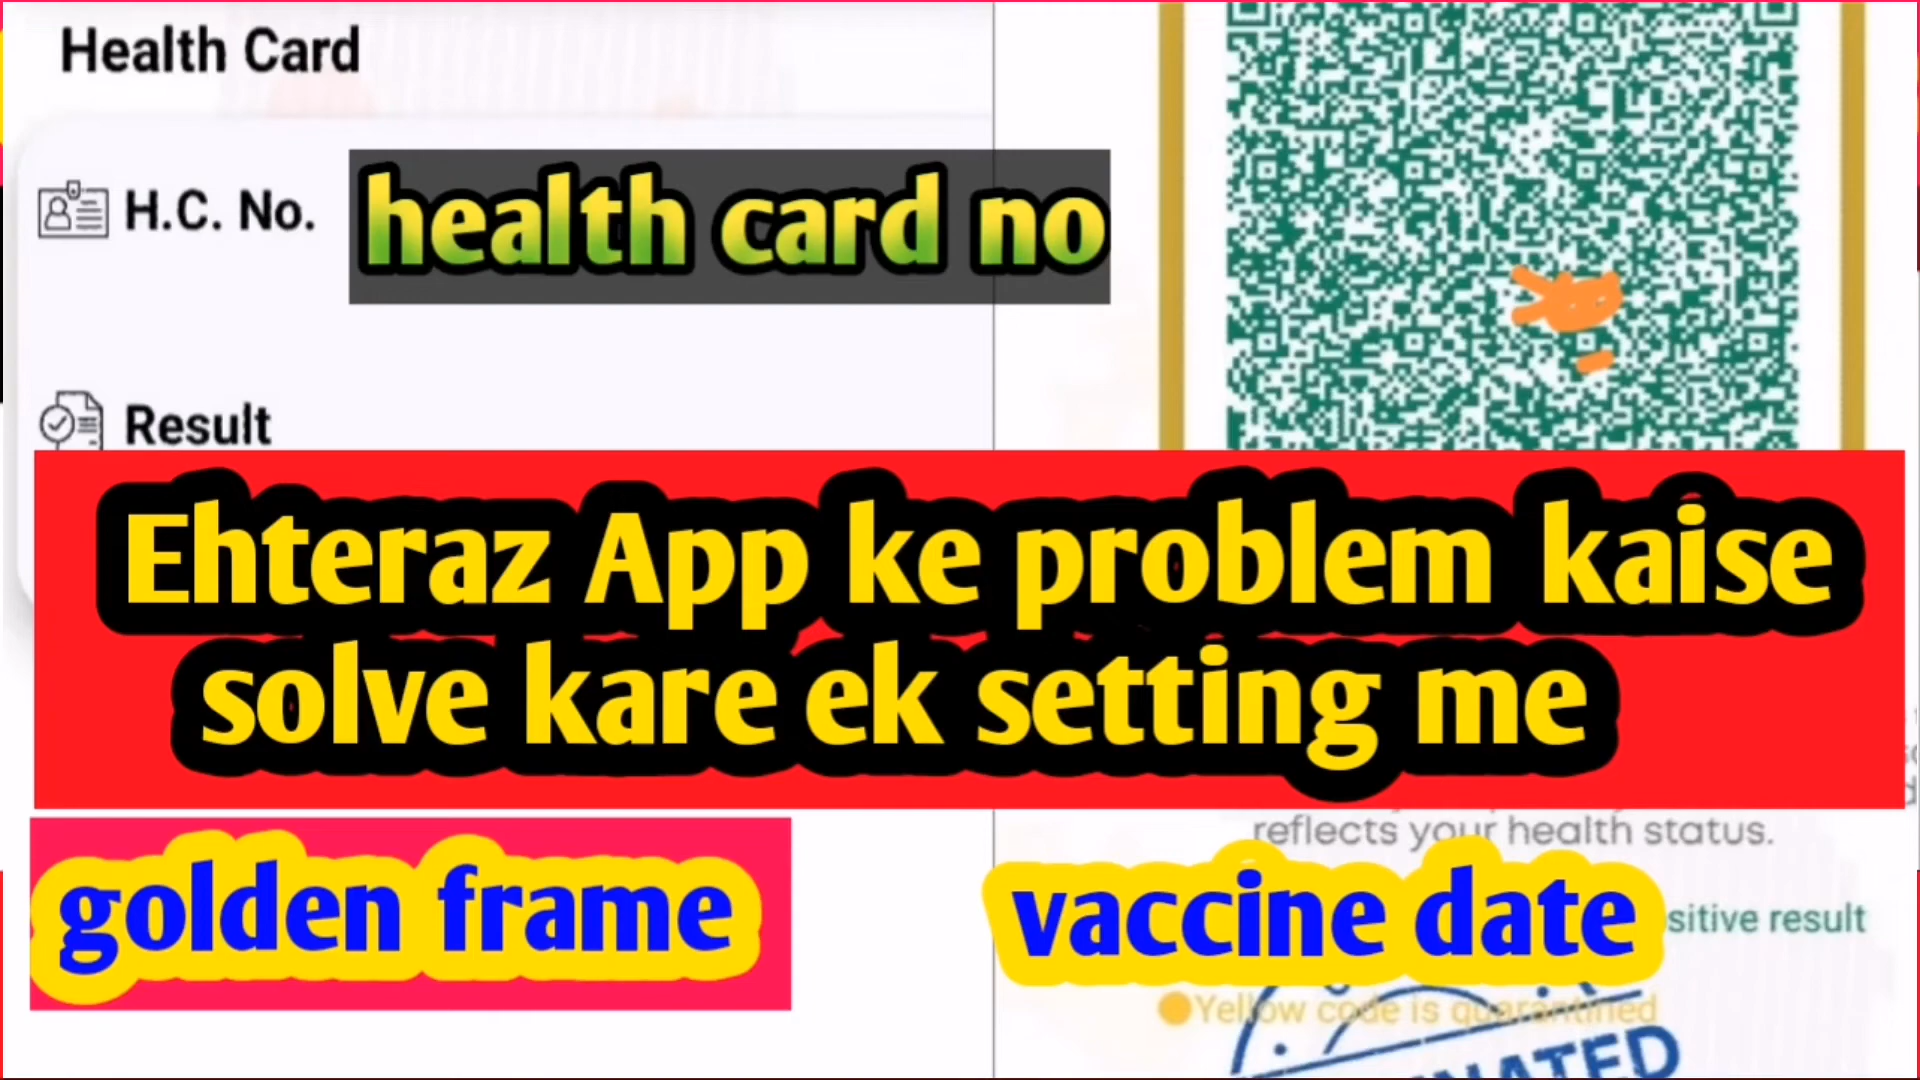 Health Card
H.C. No.
health card no
Result
Ehteraz App ke problem kaise
solve kare ek setting me
reflects your health status.
golden frame
vaccine date
sitive result
Yellow code is quarantined
NATED